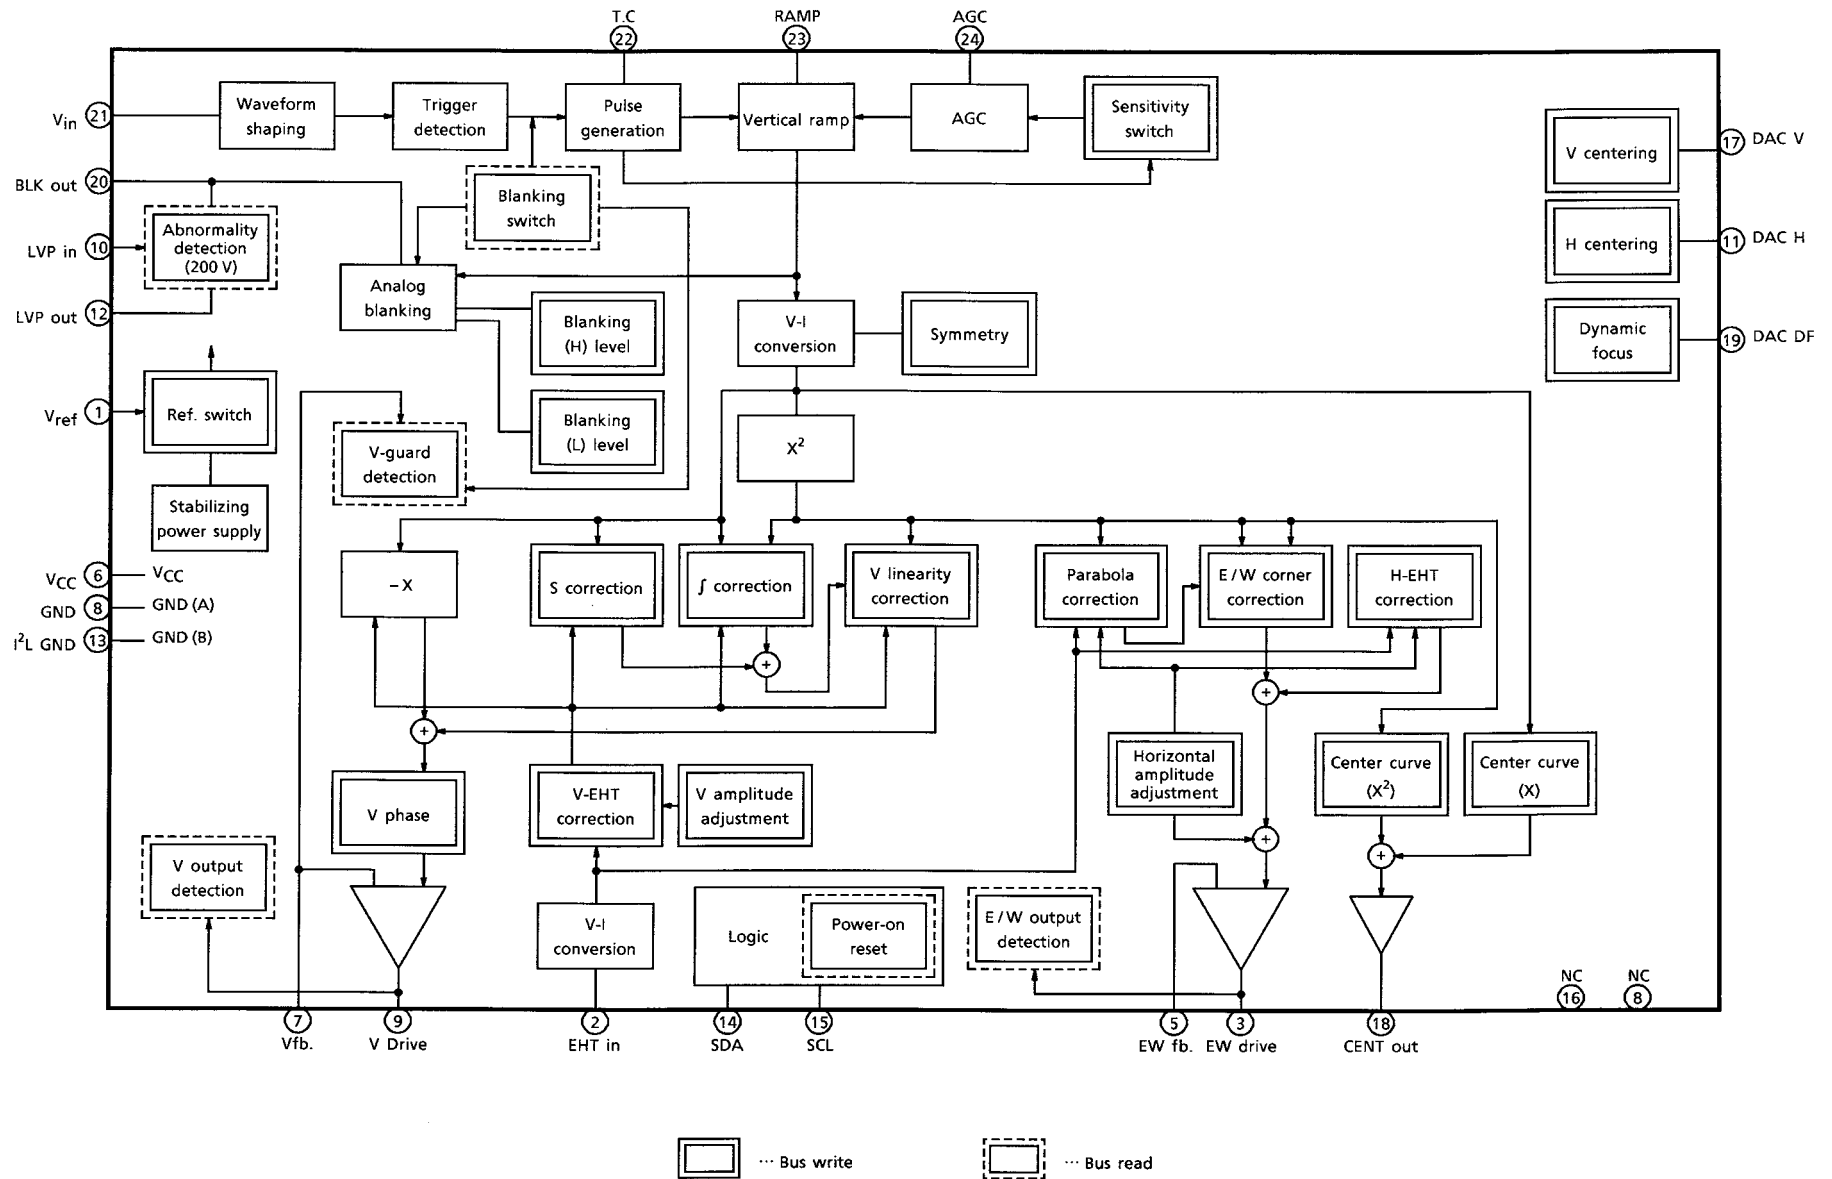 T.C
22
RAMP
23
AGC
24
Vin
21
Waveform
shaping
Trigger
detection
Pulse
generation
Vertical ramp
AGC
Sensitivity
switch
V centering
17
DAC V
BLK out
20
Blanking
switch
Abnormality
detection
(200 V)
LVP in
10
H centering
11
DAC H
LVP out
12
Analog
blanking
Blanking
(H) level
V-I
conversion
Symmetry
Dynamic
focus
19
DAC DF
Vref
1
Ref. switch
Blanking
(L) level
V-guard
detection
X²
Stabilizing
power supply
VCC
6
VCC
GND
8
GND (A)
I²L GND
13
GND (B)
–X
S correction
∫ correction
V linearity
correction
Parabola
correction
E/W corner
correction
H-EHT
correction
+
+
+
V phase
V-EHT
correction
V amplitude
adjustment
Horizontal
amplitude
adjustment
Center curve
(X²)
Center curve
(X)
+
+
V output
detection
V-I
conversion
Logic
Power-on
reset
E/W output
detection
NC
16
NC
8
7
Vfb.
9
V Drive
2
EHT in
14
SDA
15
SCL
5
EW fb.
3
EW drive
18
CENT out
··· Bus write
··· Bus read